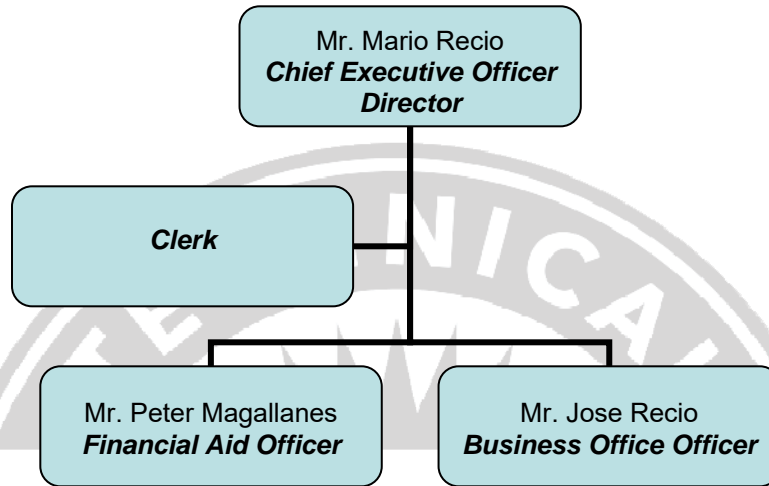 Mr. Mario Recio
Chief Executive Officer
Director
Clerk
Mr. Peter Magallanes
Financial Aid Officer
Mr. Jose Recio
Business Office Officer